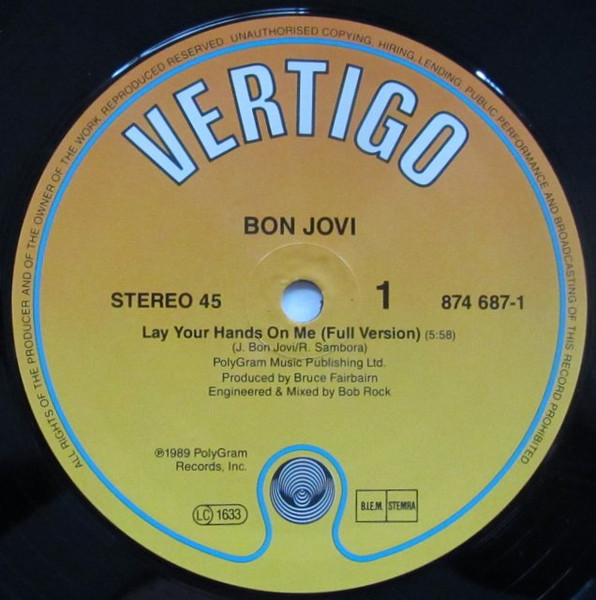 ALL RIGHTS OF THE PRODUCER AND OF THE OWNER OF THE WORK REPRODUCED RESERVED. UNAUTHORISED COPYING, HIRING, LENDING, PUBLIC PERFORMANCE AND BROADCASTING OF THIS RECORD PROHIBITED
VERTIGO
BON JOVI
STEREO 45 1 874 687-1
Lay Your Hands On Me (Full Version) (5:58)
(J. Bon Jovi/R. Sambora)
PolyGram Music Publishing Ltd.
Produced by Bruce Fairbairn
Engineered & Mixed by Bob Rock
℗1989 PolyGram
Records, Inc.
LC 1633
B.I.E.M. STEMRA